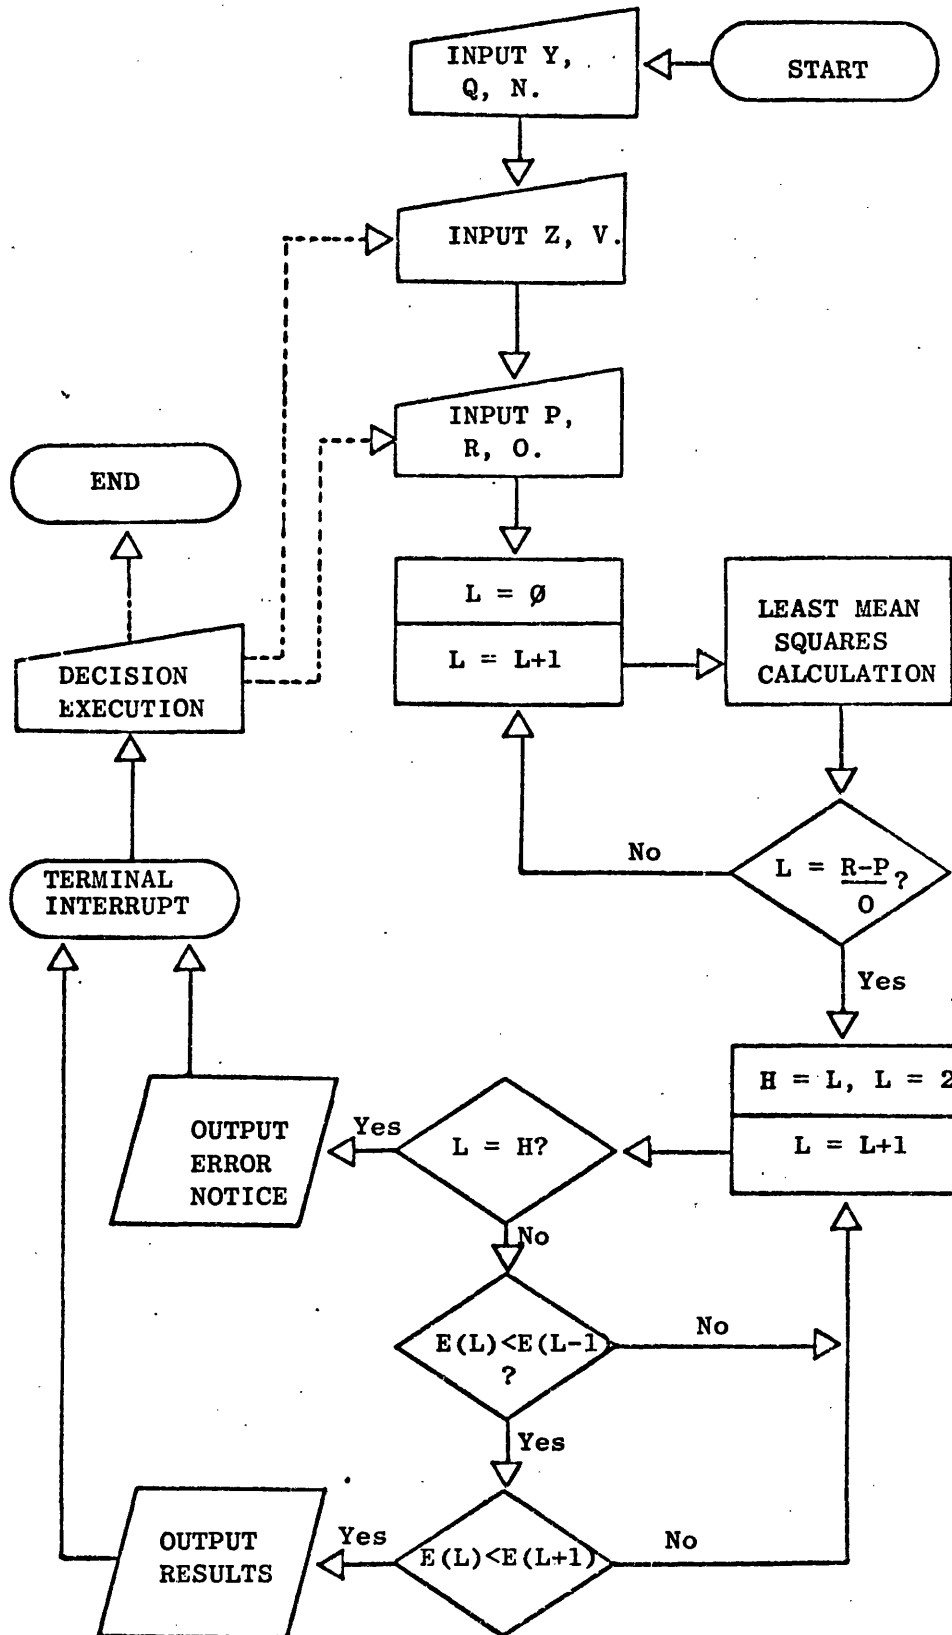 START
INPUT Y,
Q, N.
INPUT Z, V.
INPUT P,
R, O.
END
L = Ø
L = L+1
LEAST MEAN
SQUARES
CALCULATION
DECISION
EXECUTION
No
L = R-P?
O
TERMINAL
INTERRUPT
Yes
H = L, L = 2
L = L+1
L = H?
Yes
OUTPUT
ERROR
NOTICE
No
E(L)<E(L-1
?
No
Yes
E(L)<E(L+1)
Yes
No
OUTPUT
RESULTS